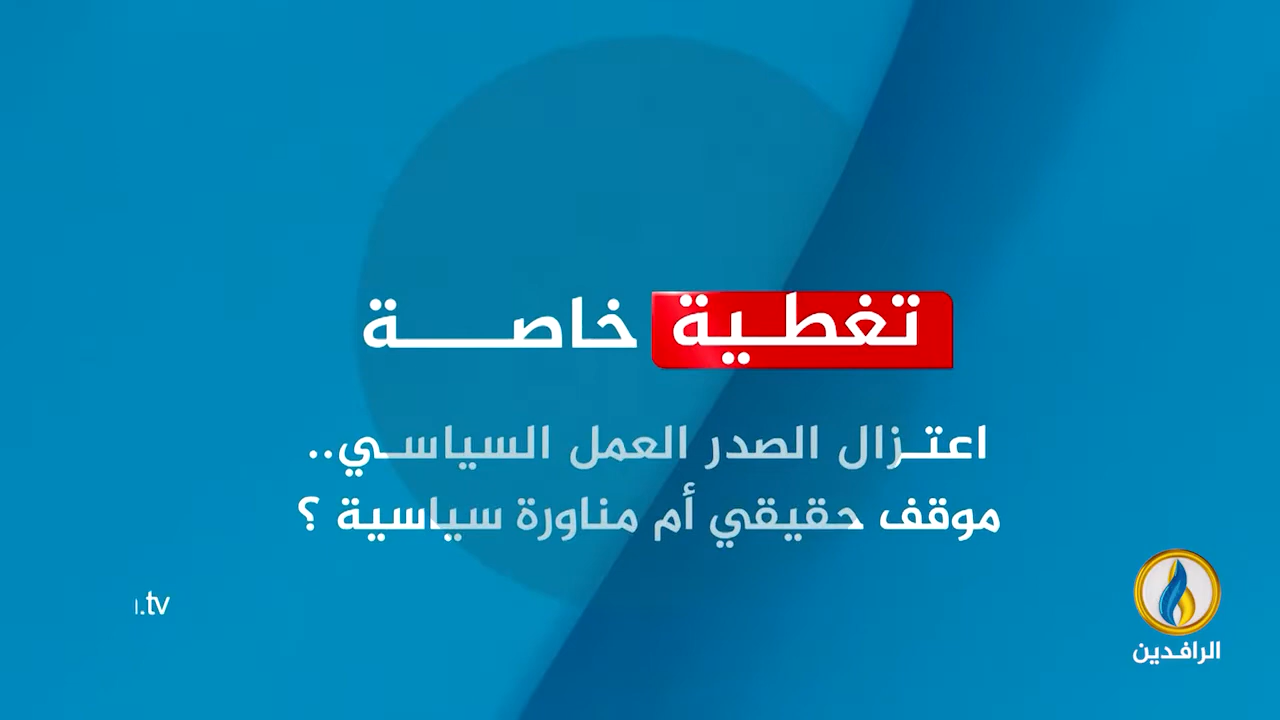 تغطية خاصة
اعتزال الصدر العمل السياسي..
موقف حقيقي أم مناورة سياسية ؟
.tv
الرافدين